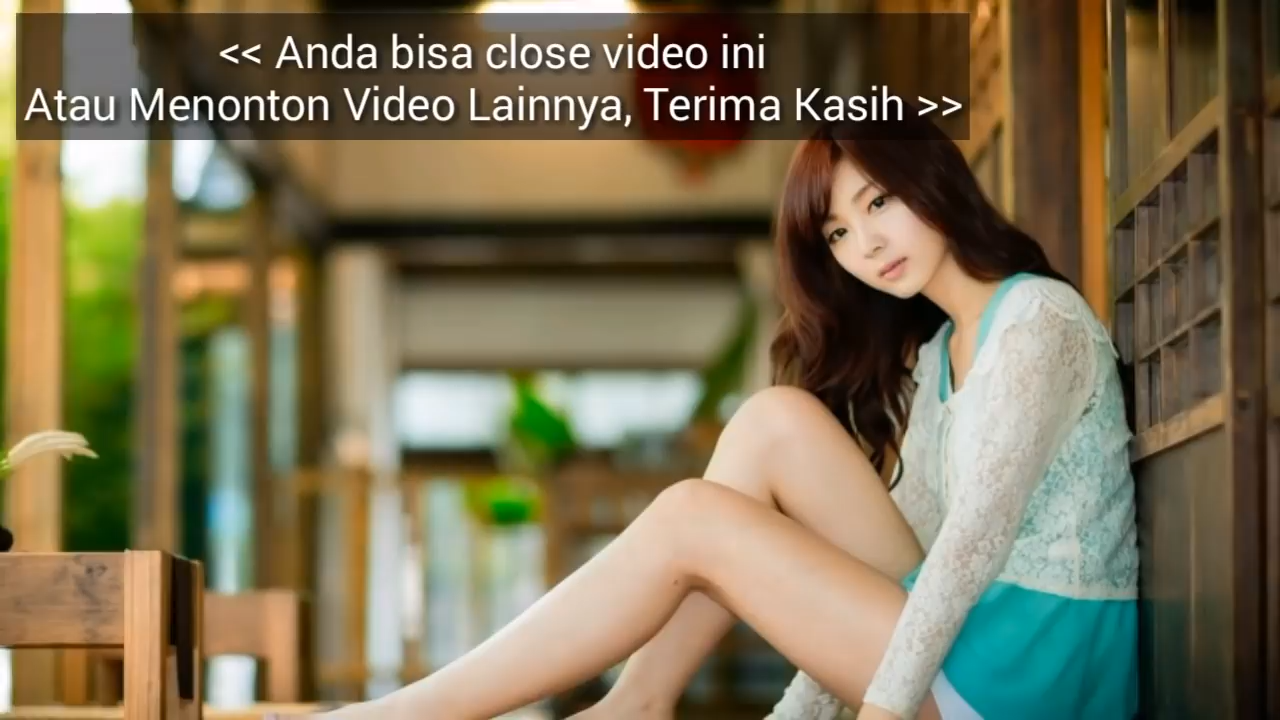 << Anda bisa close video ini
Atau Menonton Video Lainnya, Terima Kasih >>